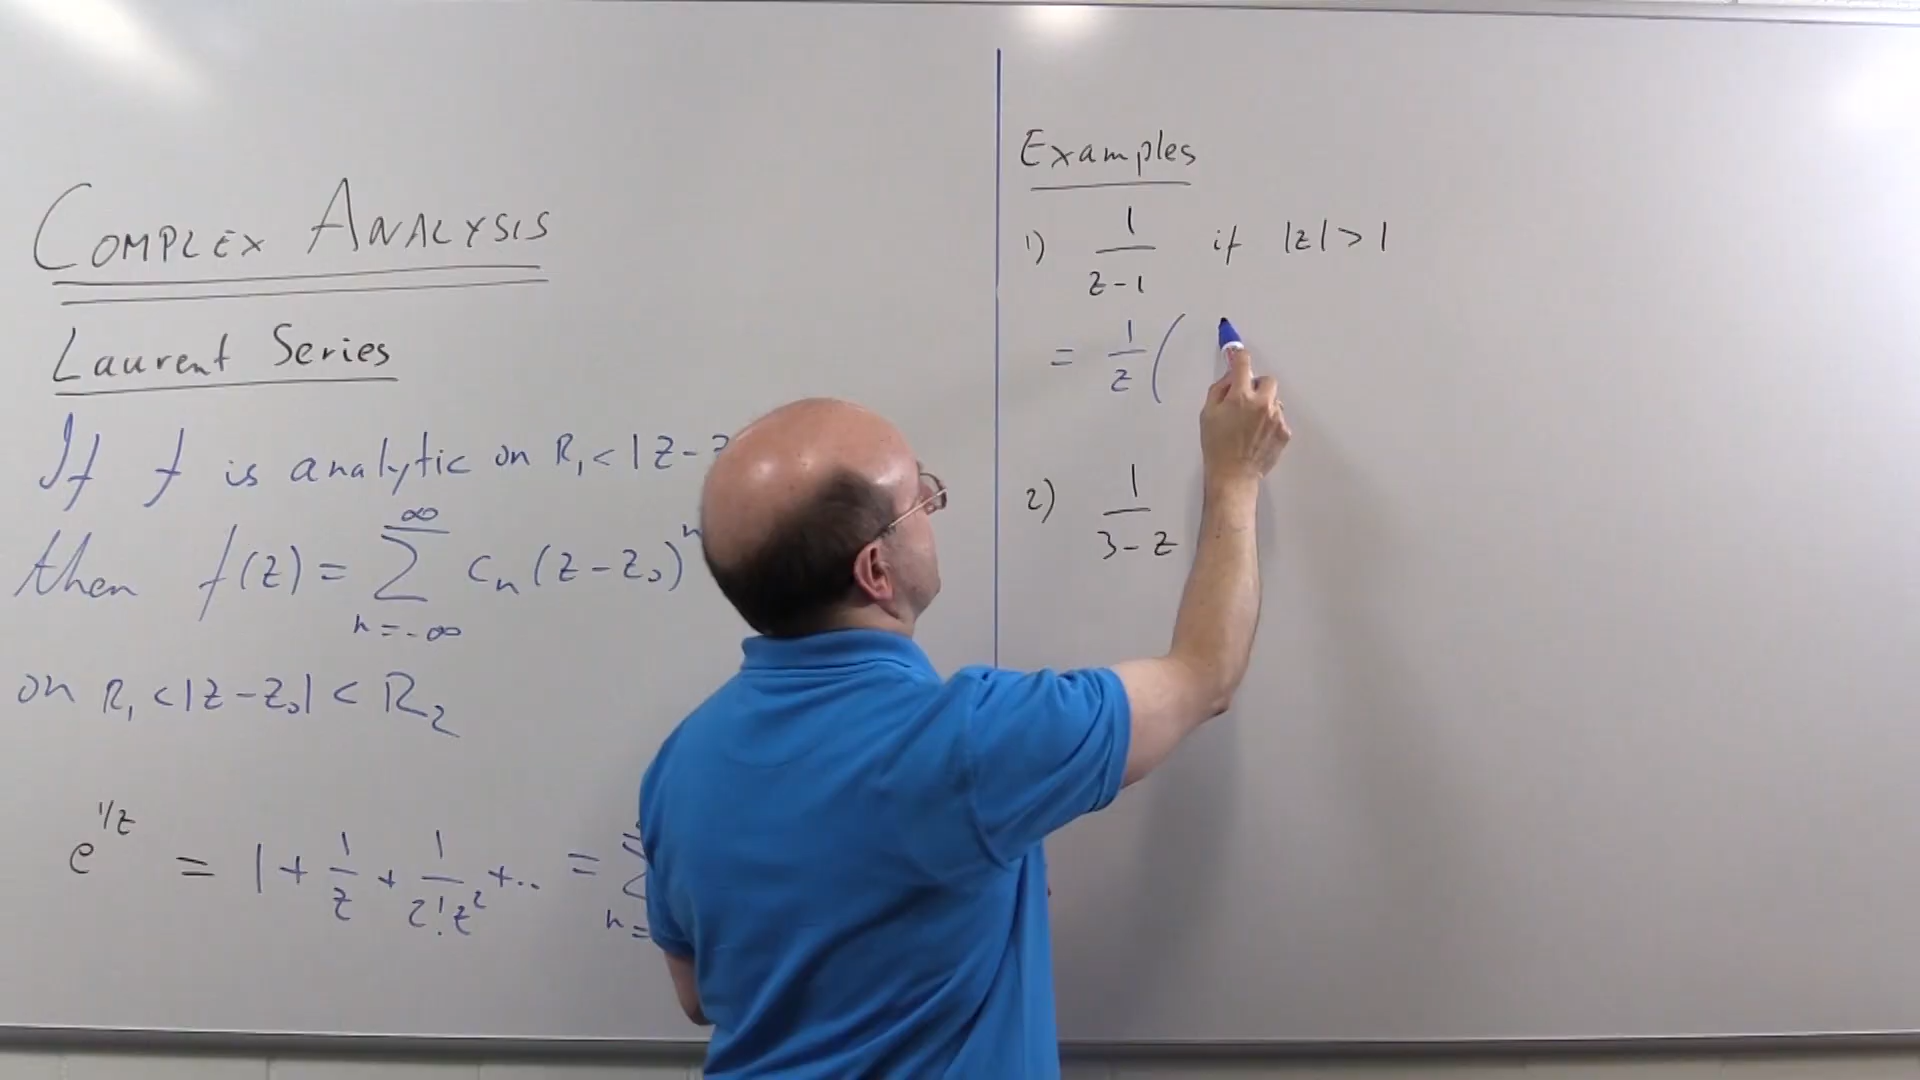 COMPLEX ANALYSIS
Laurent Series
If f is analytic on R₁ < |z - z
then f(z) = ∑_{n=-∞}^{∞} cₙ (z - z₀)ⁿ
on R₁ < |z - z₀| < R₂
e^{1/z} = 1 + 1/z + 1/(2! z²) + .. = ∑_{n=
Examples
1) 1/(z-1) if |z| > 1
= 1/z (
2) 1/(3-z)